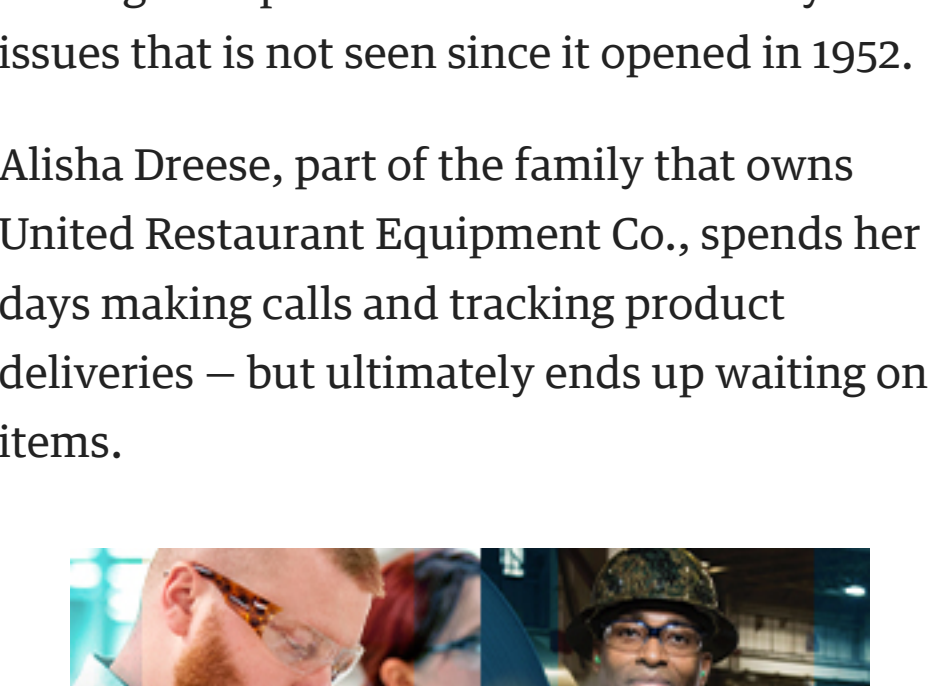 issues that is not seen since it opened in 1952.
Alisha Dreese, part of the family that owns
United Restaurant Equipment Co., spends her
days making calls and tracking product
deliveries – but ultimately ends up waiting on
items.